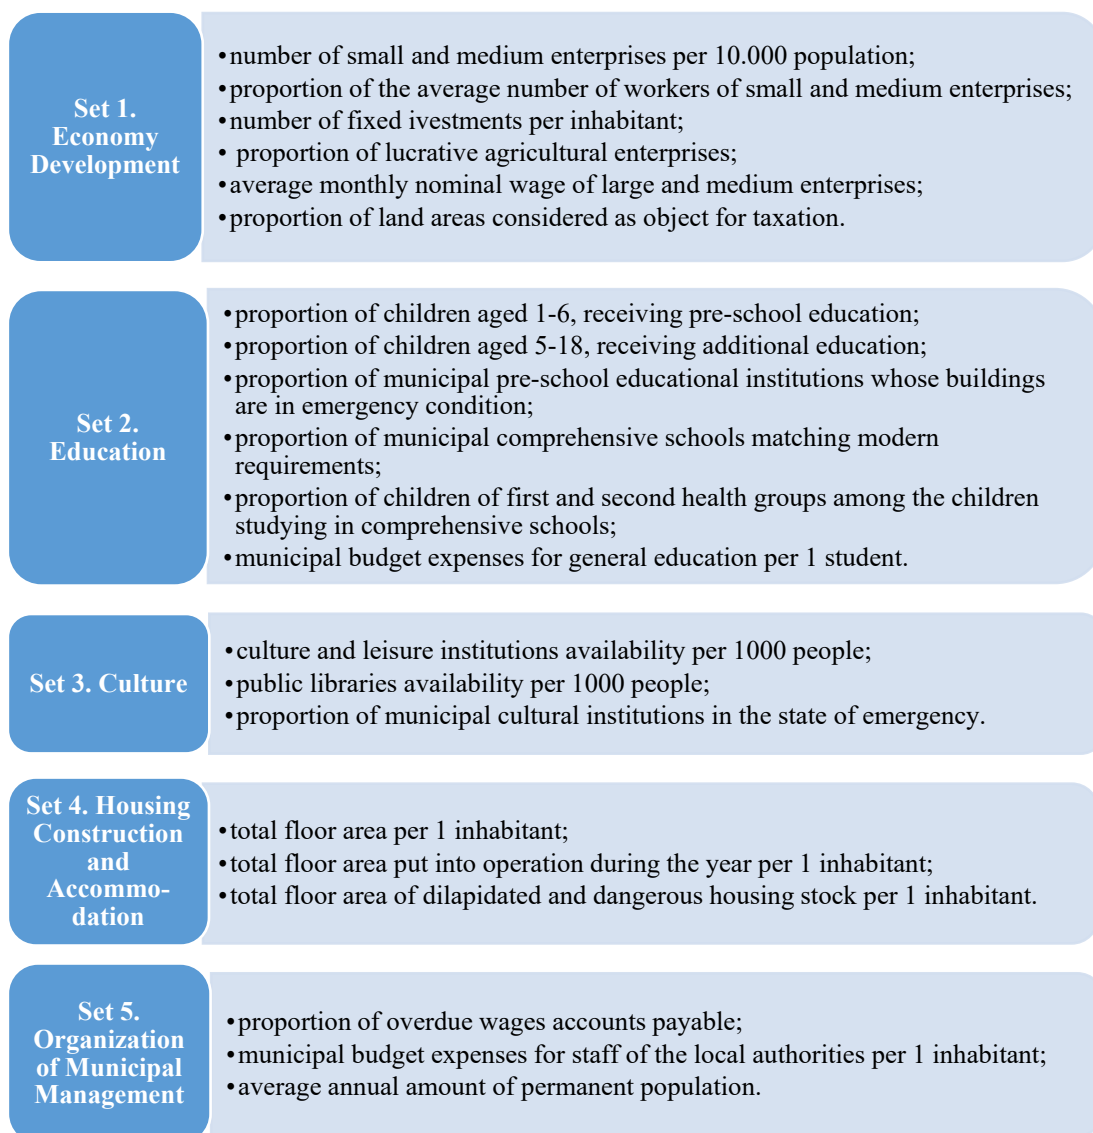 Set 1.
Economy
Development
•number of small and medium enterprises per 10.000 population;
•proportion of the average number of workers of small and medium enterprises;
•number of fixed ivestments per inhabitant;
• proportion of lucrative agricultural enterprises;
•average monthly nominal wage of large and medium enterprises;
•proportion of land areas considered as object for taxation.
Set 2.
Education
•proportion of children aged 1-6, receiving pre-school education;
•proportion of children aged 5-18, receiving additional education;
•proportion of municipal pre-school educational institutions whose buildings
are in emergency condition;
•proportion of municipal comprehensive schools matching modern
requirements;
•proportion of children of first and second health groups among the children
studying in comprehensive schools;
•municipal budget expenses for general education per 1 student.
Set 3. Culture
•culture and leisure institutions availability per 1000 people;
•public libraries availability per 1000 people;
•proportion of municipal cultural institutions in the state of emergency.
Set 4. Housing
Construction
and
Accommo-
dation
•total floor area per 1 inhabitant;
•total floor area put into operation during the year per 1 inhabitant;
•total floor area of dilapidated and dangerous housing stock per 1 inhabitant.
Set 5.
Organization
of Municipal
Management
•proportion of overdue wages accounts payable;
•municipal budget expenses for staff of the local authorities per 1 inhabitant;
•average annual amount of permanent population.